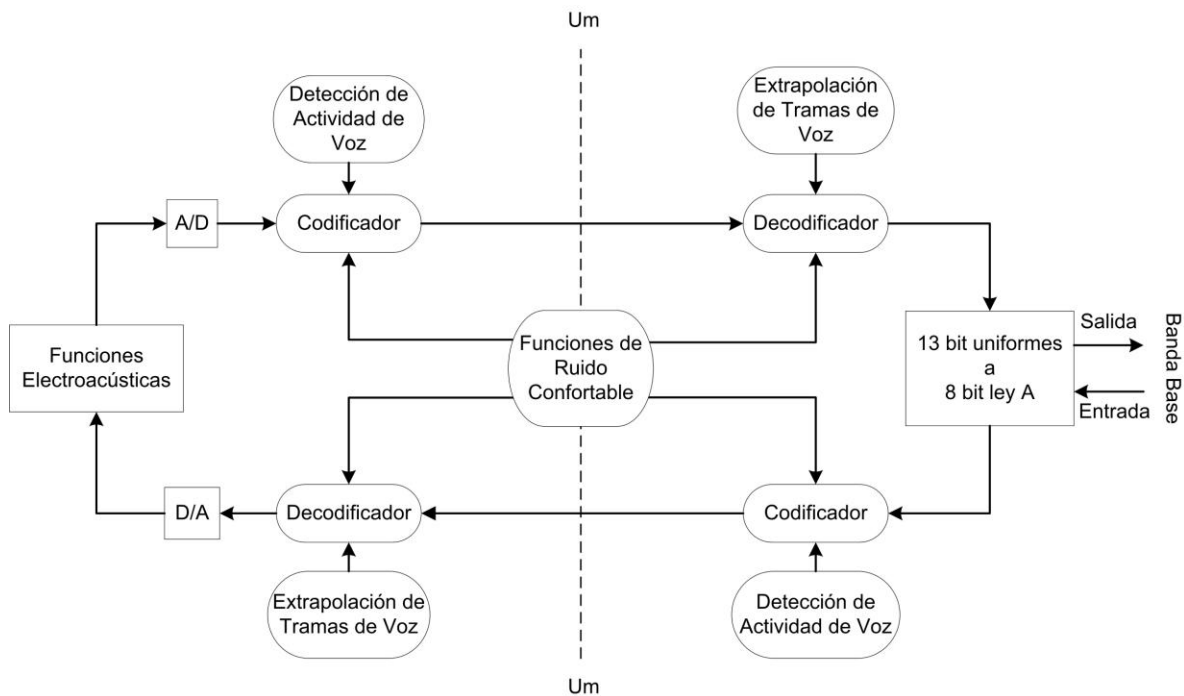 Um
Detección de
Actividad de
Voz
Extrapolación
de Tramas de
Voz
A/D
Codificador
Decodificador
Funciones
Electroacústicas
Funciones de
Ruido
Confortable
13 bit uniformes
a
8 bit ley A
Salida
Entrada
Banda Base
D/A
Decodificador
Codificador
Extrapolación de
Tramas de Voz
Detección de
Actividad de Voz
Um